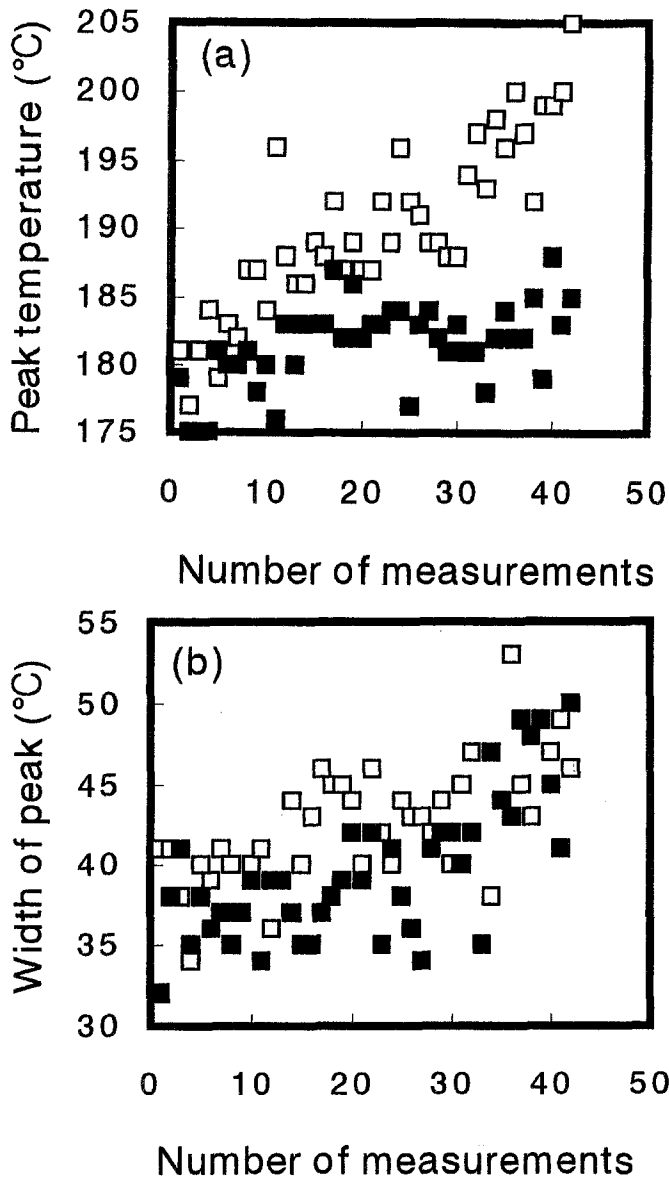 Peak temperature (°C)
205
200
195
190
185
180
175
(a)
0 10 20 30 40 50
Number of measurements
Width of peak (°C)
55
50
45
40
35
30
(b)
0 10 20 30 40 50
Number of measurements